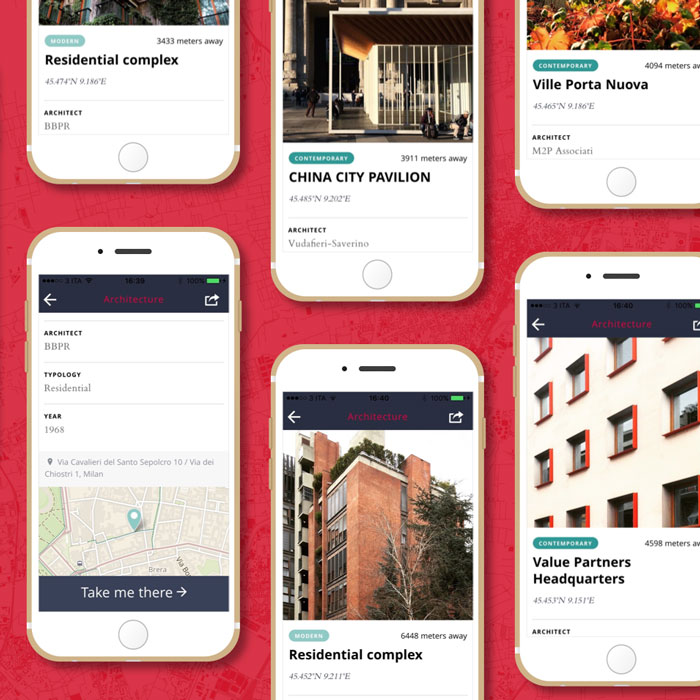 MODERN
3433 meters away
Residential complex
45.474°N 9.186°E
ARCHITECT
BBPR
3 ITA
16:39
100%
Architecture
ARCHITECT
BBPR
TYPOLOGY
Residential
YEAR
1968
Via Cavalieri del Santo Sepolcro 10 / Via dei
Chiostri 1, Milan
Brera
Take me there →
CONTEMPORARY
3911 meters away
CHINA CITY PAVILION
45.485°N 9.202°E
ARCHITECT
Vudafieri-Saverino
3 ITA
16:40
100%
Architecture
MODERN
6448 meters away
Residential complex
45.452°N 9.211°E
CONTEMPORARY
4094 meters aw
Ville Porta Nuova
45.465°N 9.186°E
ARCHITECT
M2P Associati
3 ITA
16:40
100%
Architecture
CONTEMPORARY
4598 meters aw
Value Partners
Headquarters
45.453°N 9.151°E
ARCHITECT